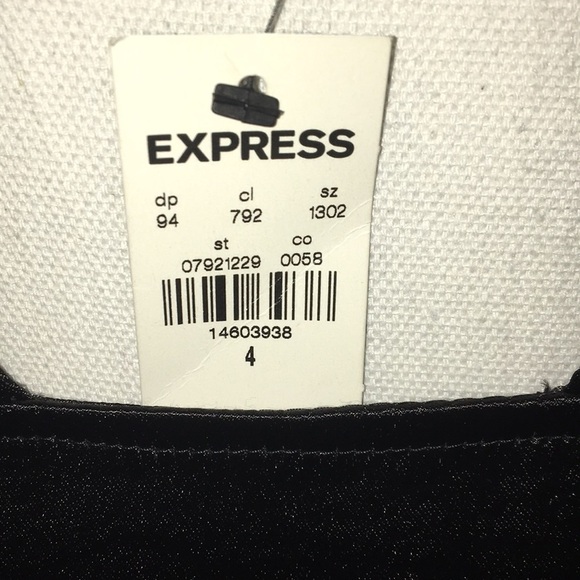 EXPRESS
dp cl sz
94 792 1302
st co
07921229 0058
14603938
4